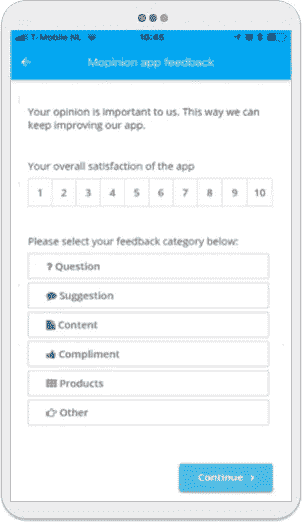 T-Mobile NL 10:45
Mopinion app feedback
Your opinion is important to us. This way we can
keep improving our app.
Your overall satisfaction of the app
1 2 3 4 5 6 7 8 9 10
Please select your feedback category below:
? Question
Suggestion
Content
Compliment
Products
Other
Continue >